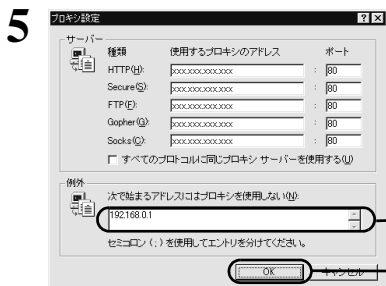 5
プロキシ設定
サーバー
種類 使用するプロキシのアドレス ポート
HTTP(H): xxx.xxx.xxx.xxx : 80
Secure(S): xxx.xxx.xxx.xxx : 80
FTP(F): xxx.xxx.xxx.xxx : 80
Gopher(G): xxx.xxx.xxx.xxx : 80
Socks(C): xxx.xxx.xxx.xxx : 80
すべてのプロトコルに同じプロキシ サーバーを使用する(U)
例外
次で始まるアドレスにはプロキシを使用しない(N):
192.168.0.1
セミコロン (;) を使用してエントリを分けてください。
OK キャンセル